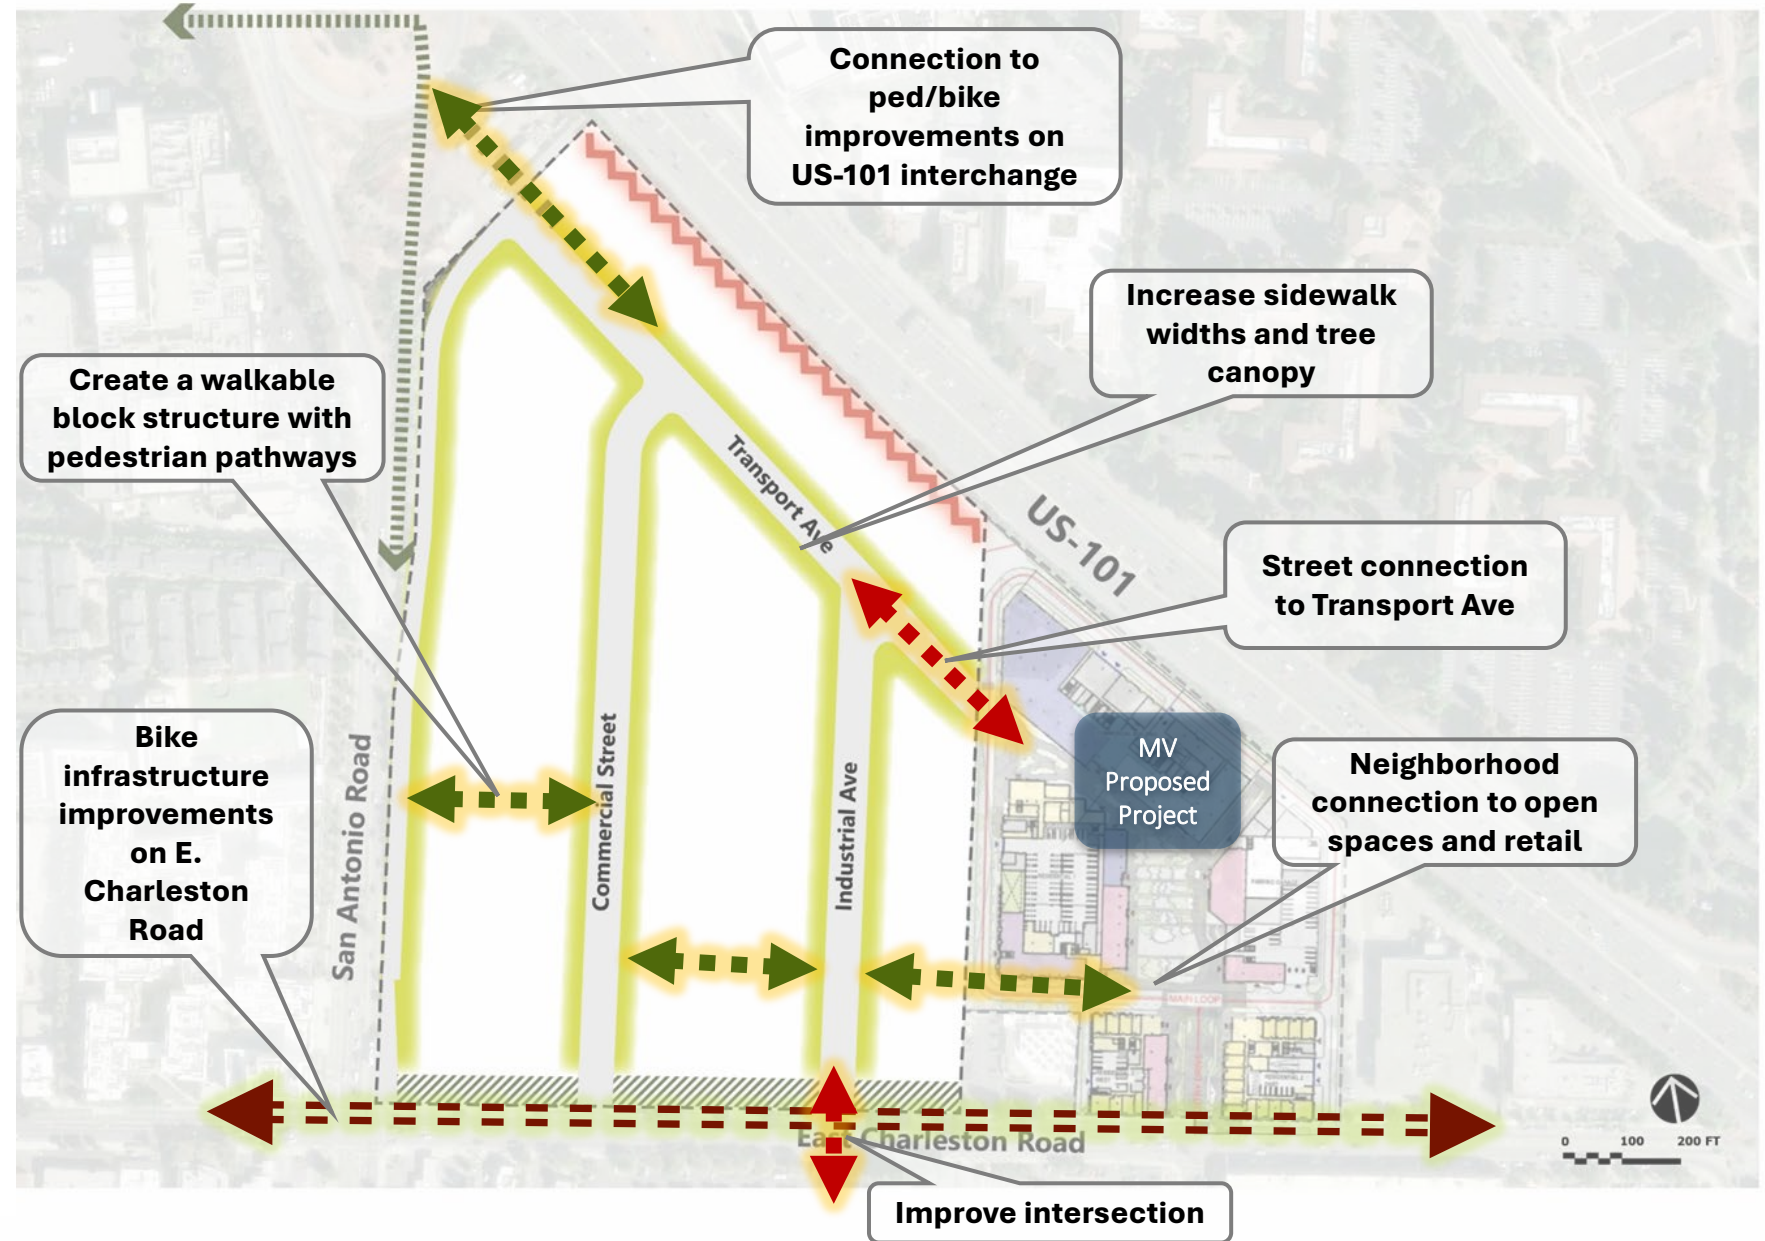 Connection to
ped/bike
improvements on
US-101 interchange
Increase sidewalk
widths and tree
canopy
Create a walkable
block structure with
pedestrian pathways
Transport Ave
US-101
Street connection
to Transport Ave
Bike
infrastructure
improvements
on E.
Charleston
Road
San Antonio Road
Commercial Street
Industrial Ave
MV
Proposed
Project
Neighborhood
connection to open
spaces and retail
MAPI LOOP
East Charleston Road
0 100 200 FT
Improve intersection